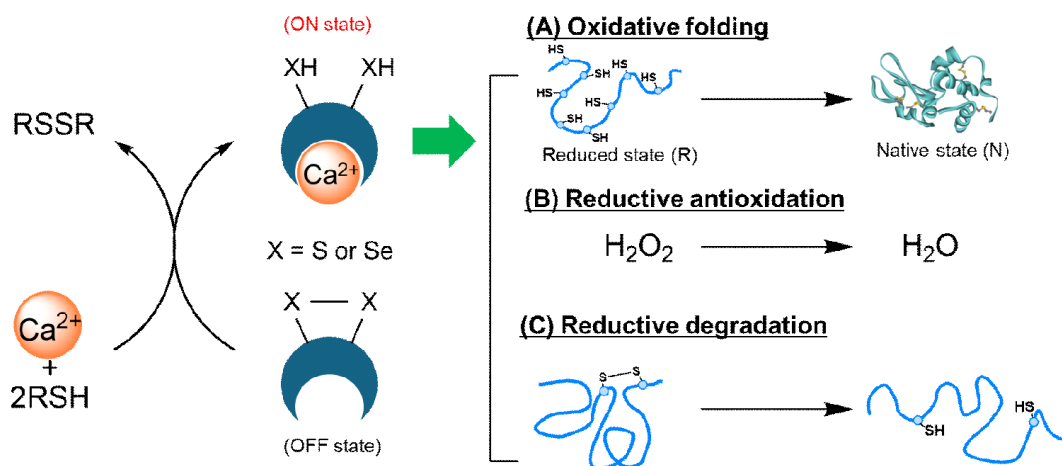 (ON state)
XH XH
RSSR
Ca²⁺
X = S or Se
X — X
Ca²⁺
+
2RSH
(OFF state)
(A) Oxidative folding
HS
SH
HS
HS
HS
HS
SH
SH
Reduced state (R)
Native state (N)
(B) Reductive antioxidation
H₂O₂
H₂O
(C) Reductive degradation
S S
SH
HS